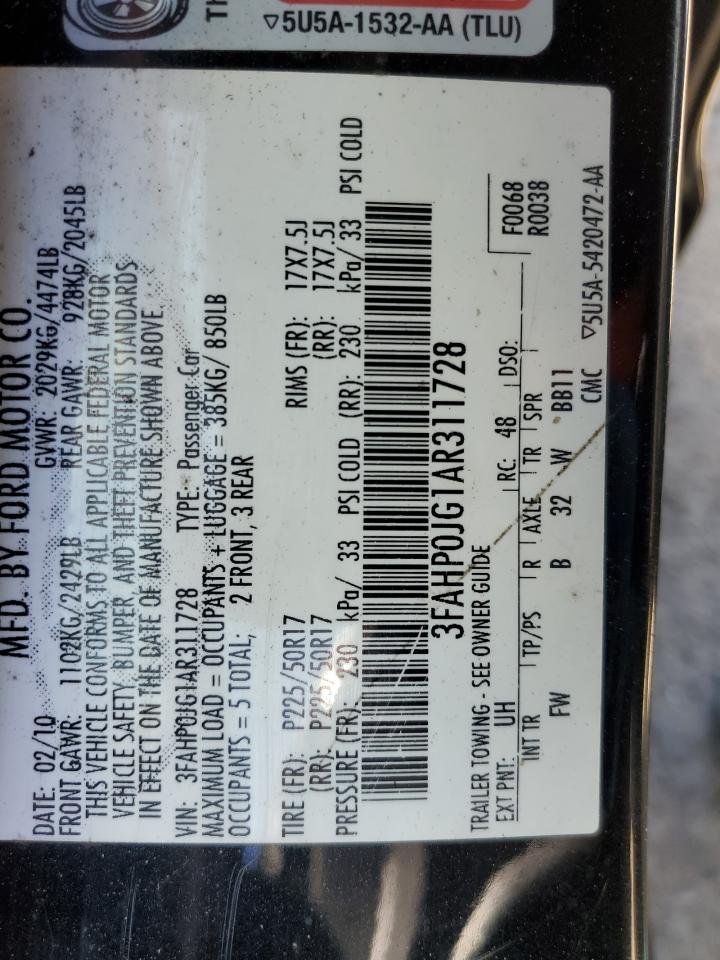 TH
▽5U5A-1532-AA (TLU)
MFD. BY FORD MOTOR CO.
DATE: 02/10 GVWR: 2029KG/4474LB
FRONT GAWR: 1102KG/2429LB REAR GAWR: 928KG/2045LB
THIS VEHICLE CONFORMS TO ALL APPLICABLE FEDERAL MOTOR
VEHICLE SAFETY, BUMPER, AND THEFT PREVENTION STANDARDS
IN EFFECT ON THE DATE OF MANUFACTURE SHOWN ABOVE.
VIN: 3FAHP0JG1AR311728 TYPE: Passenger Car
MAXIMUM LOAD = OCCUPANTS + LUGGAGE = 385KG/ 850LB
OCCUPANTS = 5 TOTAL, 2 FRONT, 3 REAR
TIRE (FR): P225/50R17 RIMS (FR): 17X7.5J
(RR): P225/50R17 (RR): 17X7.5J
PRESSURE (FR): 230 kPa/ 33 PSI COLD (RR): 230 kPa/ 33 PSI COLD
3FAHP0JG1AR311728
TRAILER TOWING - SEE OWNER GUIDE
F0068
R0038
EXT PNT: UH RC: 48 DSO:
INT TR TP/PS R AXLE TR SPR
FW B 32 W BB11
CMC ▽5U5A-5420472-AA